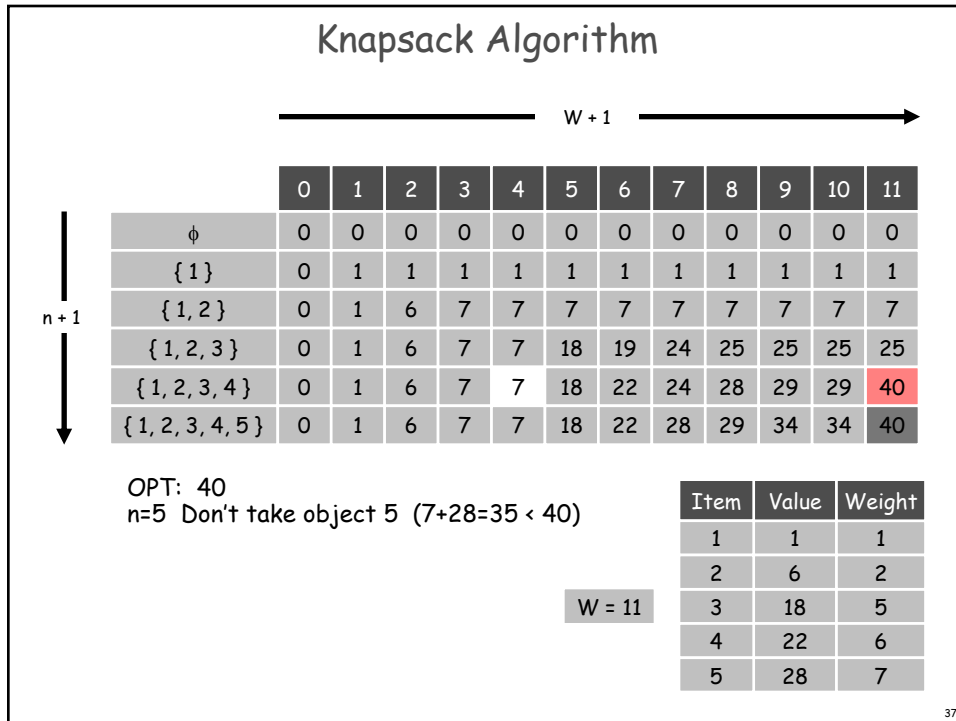 Knapsack Algorithm
W + 1
0 1 2 3 4 5 6 7 8 9 10 11
ϕ 0 0 0 0 0 0 0 0 0 0 0 0
{ 1 } 0 1 1 1 1 1 1 1 1 1 1 1
n + 1
{ 1, 2 } 0 1 6 7 7 7 7 7 7 7 7 7
{ 1, 2, 3 } 0 1 6 7 7 18 19 24 25 25 25 25
{ 1, 2, 3, 4 } 0 1 6 7 7 18 22 24 28 29 29 40
{ 1, 2, 3, 4, 5 } 0 1 6 7 7 18 22 28 29 34 34 40
OPT: 40
n=5 Don't take object 5 (7+28=35 < 40)
Item Value Weight
1 1 1
2 6 2
W = 11
3 18 5
4 22 6
5 28 7
37